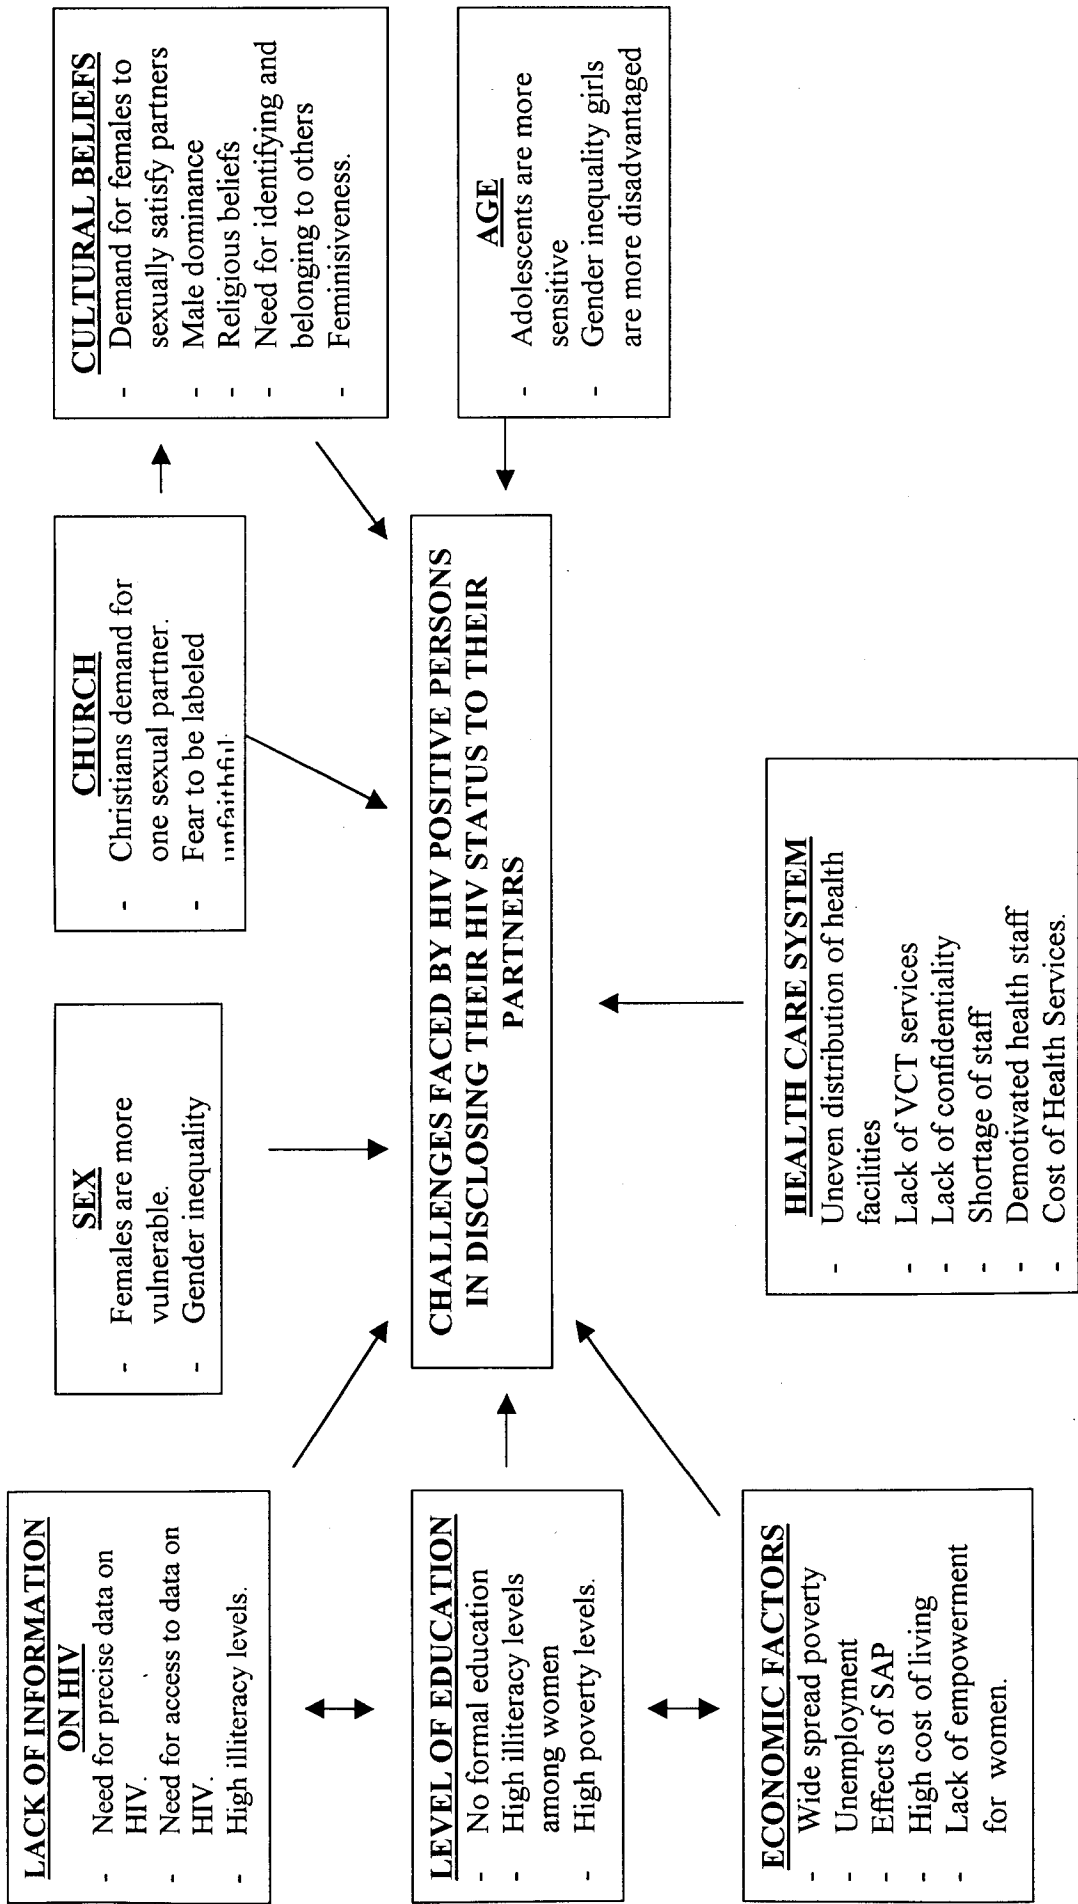 LACK OF INFORMATION
ON HIV
- Need for precise data on
HIV.
- Need for access to data on
HIV.
- High illiteracy levels.
SEX
- Females are more
vulnerable.
- Gender inequality
CHURCH
- Christians demand for
one sexual partner.
- Fear to be labeled
unfaithful
CULTURAL BELIEFS
- Demand for females to
sexually satisfy partners
- Male dominance
- Religious beliefs
- Need for identifying and
belonging to others
- Feminisiveness.
LEVEL OF EDUCATION
- No formal education
- High illiteracy levels
among women
- High poverty levels.
CHALLENGES FACED BY HIV POSITIVE PERSONS
IN DISCLOSING THEIR HIV STATUS TO THEIR
PARTNERS
AGE
- Adolescents are more
sensitive
- Gender inequality girls
are more disadvantaged
ECONOMIC FACTORS
- Wide spread poverty
- Unemployment
- Effects of SAP
- High cost of living
- Lack of empowerment
for women.
HEALTH CARE SYSTEM
- Uneven distribution of health
facilities
- Lack of VCT services
- Lack of confidentiality
- Shortage of staff
- Demotivated health staff
- Cost of Health Services.